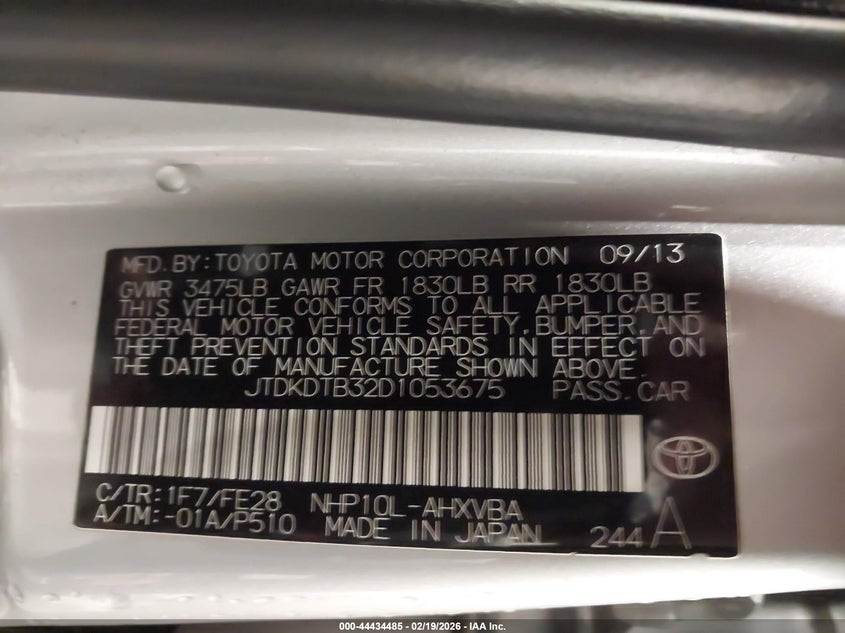 MFD.BY:TOYOTA MOTOR CORPORATION 09/13
GVWR 3475LB GAWR FR 1830LB RR 1830LB
THIS VEHICLE CONFORMS TO ALL APPLICABLE
FEDERAL MOTOR VEHICLE SAFETY,BUMPER,AND
THEFT PREVENTION STANDARDS IN EFFECT ON
THE DATE OF MANUFACTURE SHOWN ABOVE.
JTDKDTB32D1053675 PASS.CAR
C/TR:1F7/FE28 NHP10L-AHXVBA
A/TM:-01A/P510 MADE IN JAPAN 244 A
000-44434485 - 02/19/2026 - IAA Inc.